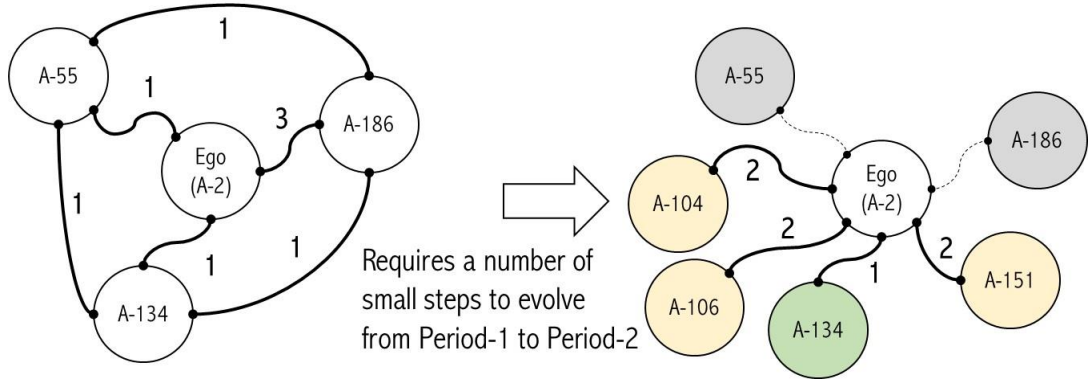 1
A-55
1
3
A-186
Ego
(A-2)
1
1
1
A-134
Requires a number of
small steps to evolve
from Period-1 to Period-2
A-55
A-186
Ego
(A-2)
2
A-104
2
2
A-151
1
A-106
A-134